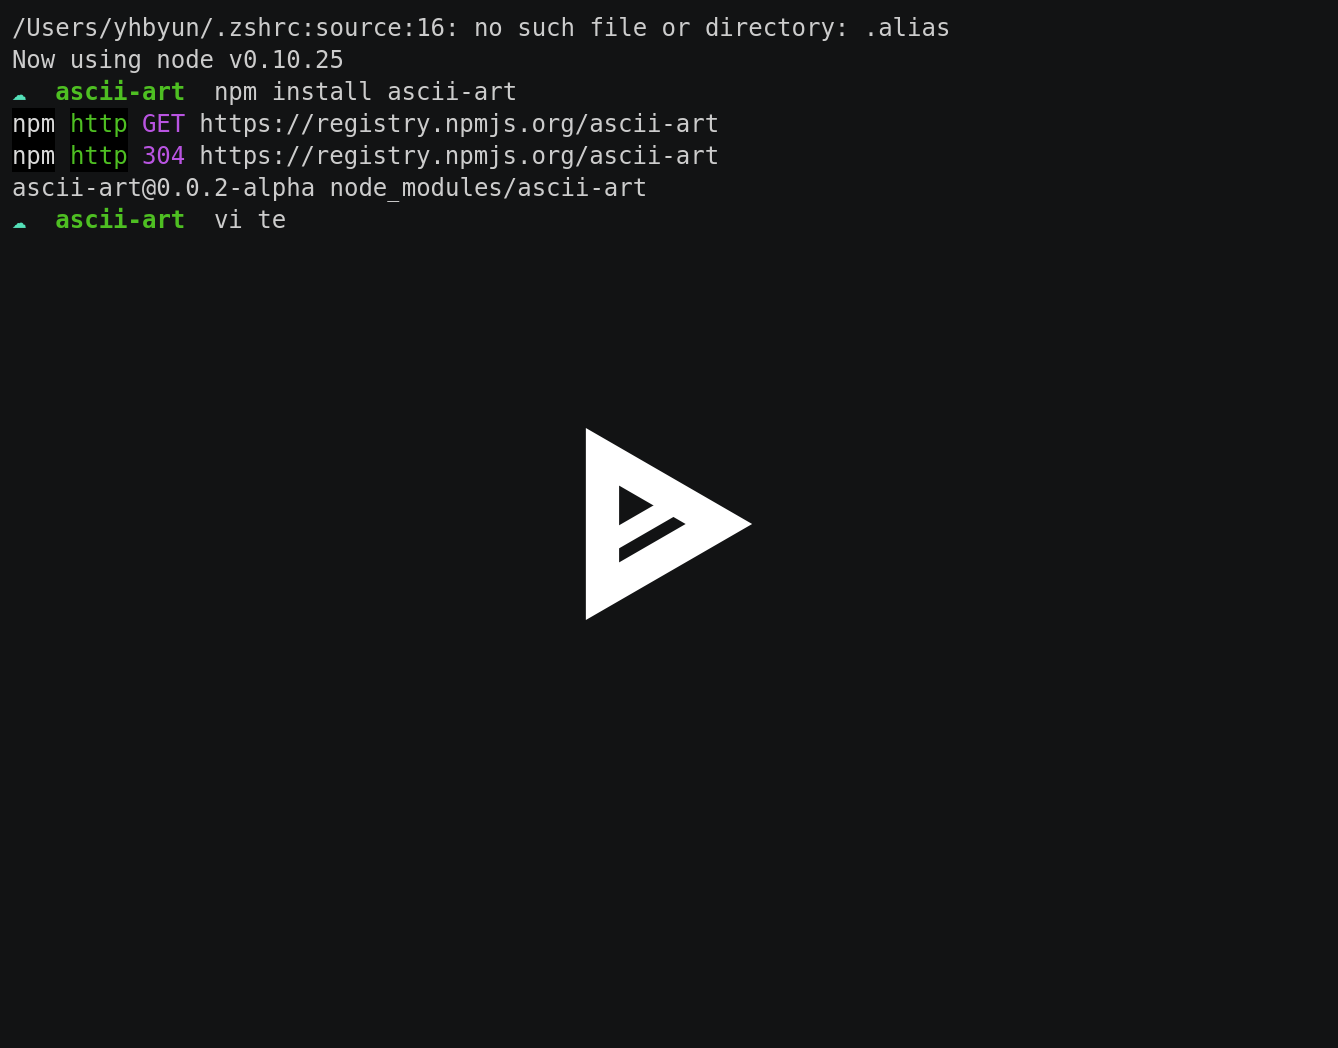 /Users/yhbyun/.zshrc:source:16: no such file or directory: .alias
Now using node v0.10.25
☁  ascii-art  npm install ascii-art
npm http GET https://registry.npmjs.org/ascii-art
npm http 304 https://registry.npmjs.org/ascii-art
ascii-art@0.0.2-alpha node_modules/ascii-art
☁  ascii-art  vi te